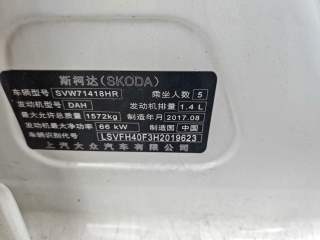 斯柯达(SKODA)
车辆型号 SVW71418HR 乘坐人数 5
发动机型号 DAH 发动机排量 1.4 L
最大允许总质量 1572kg 制造年月 2017.08
最大净功率 66 kW 制造国 中国
车辆识别代号 LSVFH40F3H2019623
上汽大众汽车有限公司